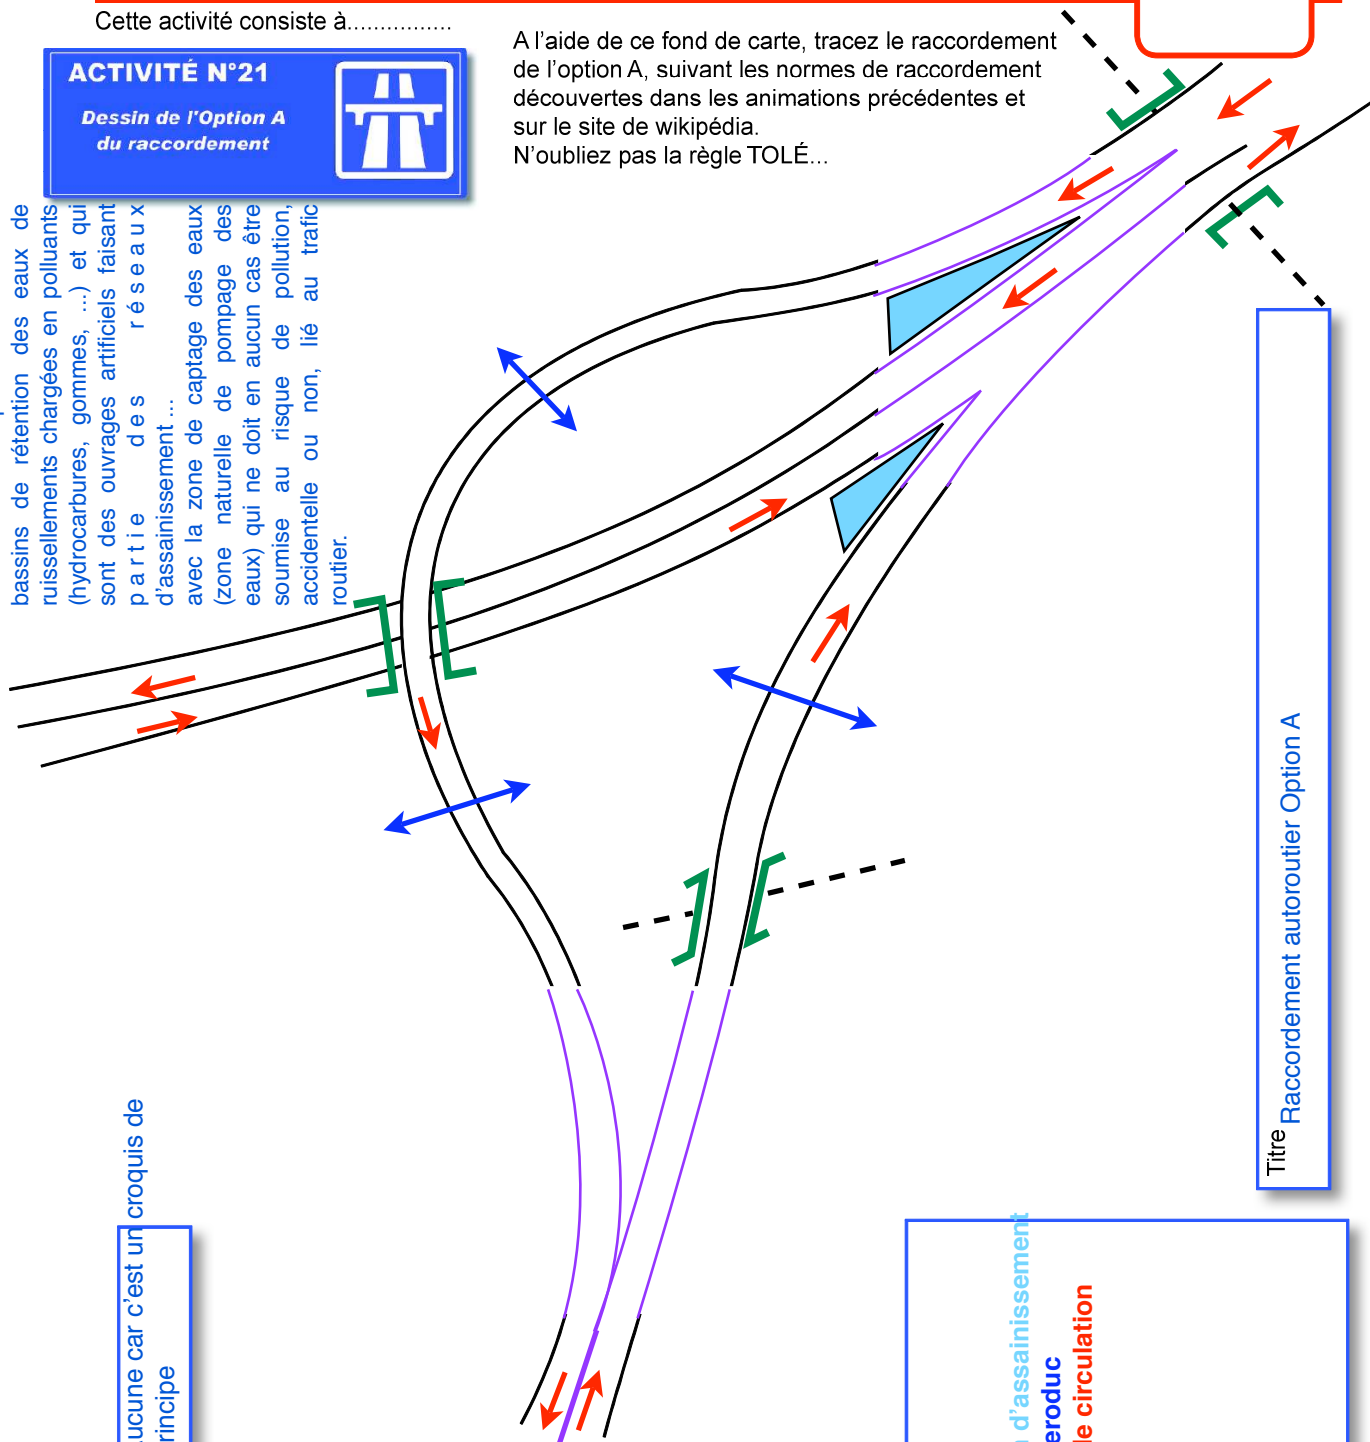 Cette activité consiste à................
ACTIVITÉ N°21
Dessin de l'Option A
du raccordement
A l'aide de ce fond de carte, tracez le raccordement
de l'option A, suivant les normes de raccordement
découvertes dans les animations précédentes et
sur le site de wikipédia.
N'oubliez pas la règle TOLÉ...
bassins de rétention des eaux de
ruissellements chargées en polluants
(hydrocarbures, gommes, ...) et qui
sont des ouvrages artificiels faisant
partie des réseaux
d'assainissement ...
avec la zone de captage des eaux
(zone naturelle de pompage des
eaux) qui ne doit en aucun cas être
soumise au risque de pollution,
accidentelle ou non, lié au trafic
routier.
Titre
Raccordement autoroutier Option A
ucune car c'est un croquis de
rincipe
d'assainissement
eroduc
le circulation